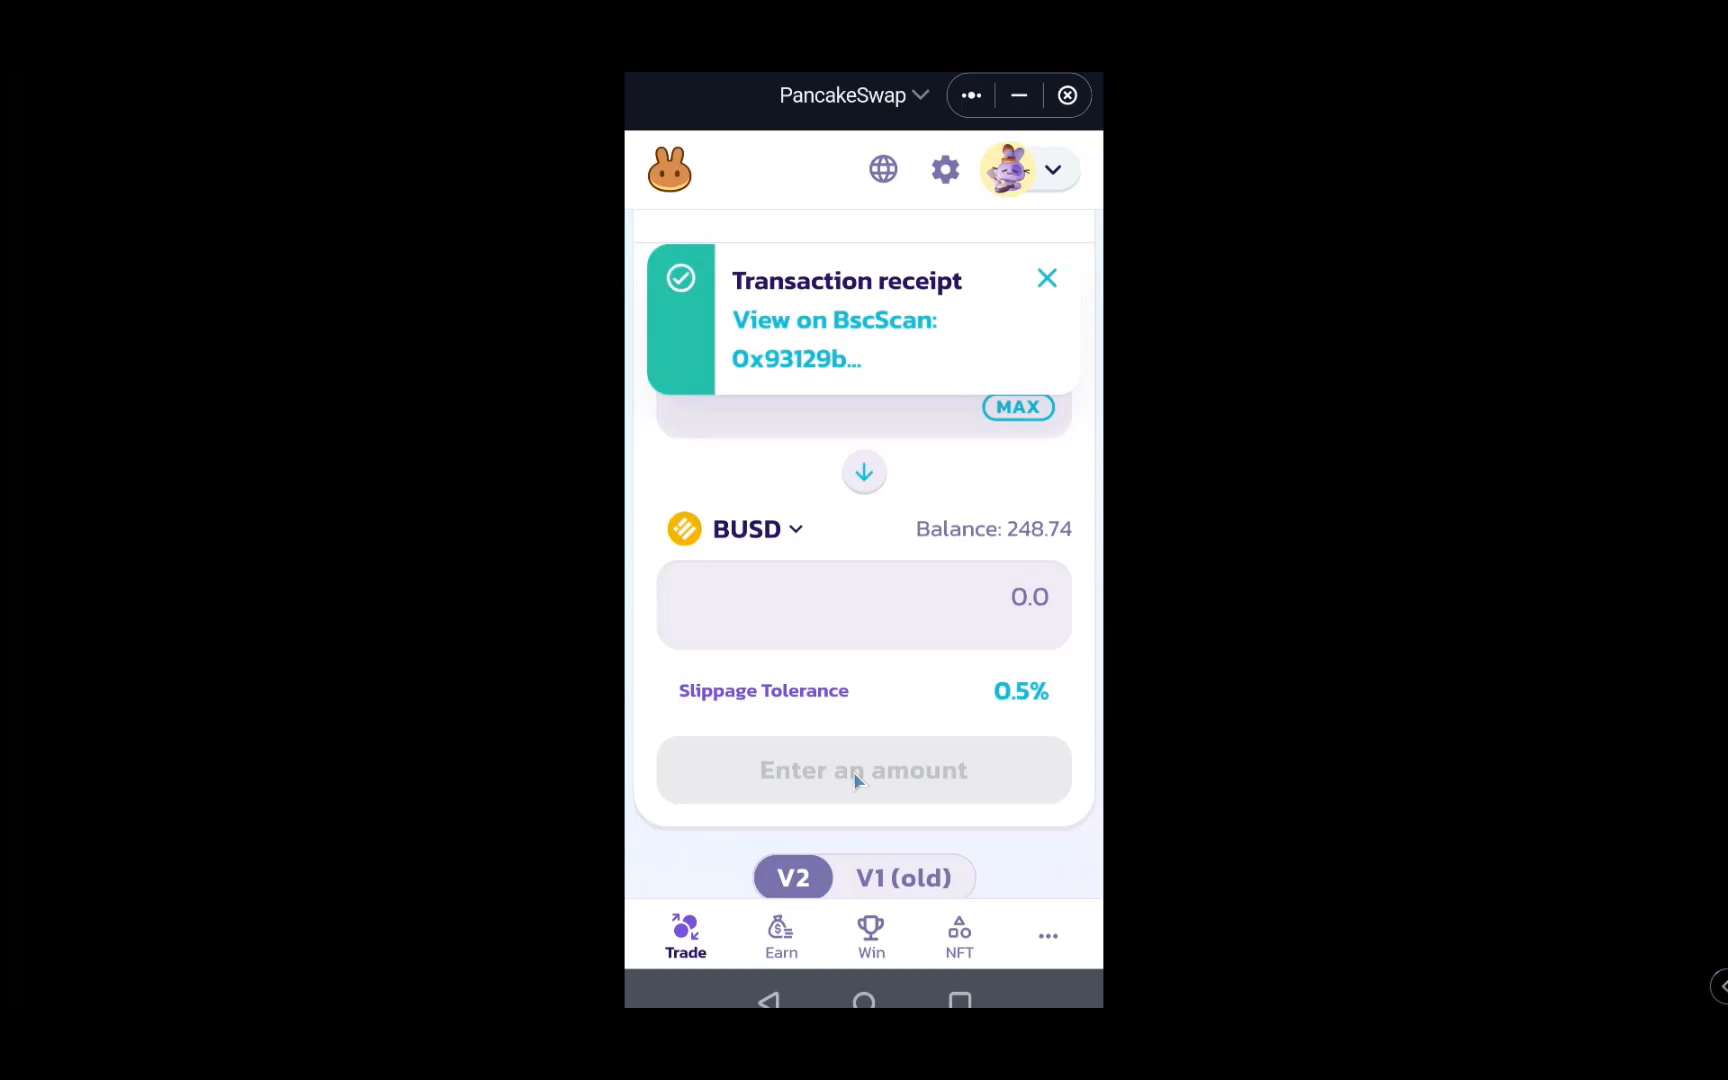 PancakeSwap
Transaction receipt
View on BscScan:
0x93129b...
MAX
BUSD
Balance: 248.74
0.0
Slippage Tolerance
0.5%
Enter an amount
V2
V1 (old)
Trade
Earn
Win
NFT